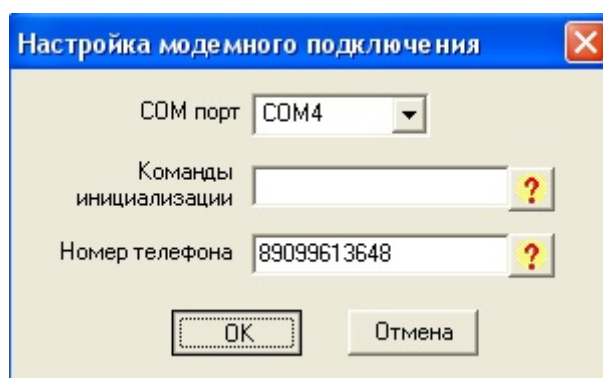 Настройка модемного подключения
COM порт COM4
Команды
инициализации
?
Номер телефона 89099613648 ?
OK Отмена